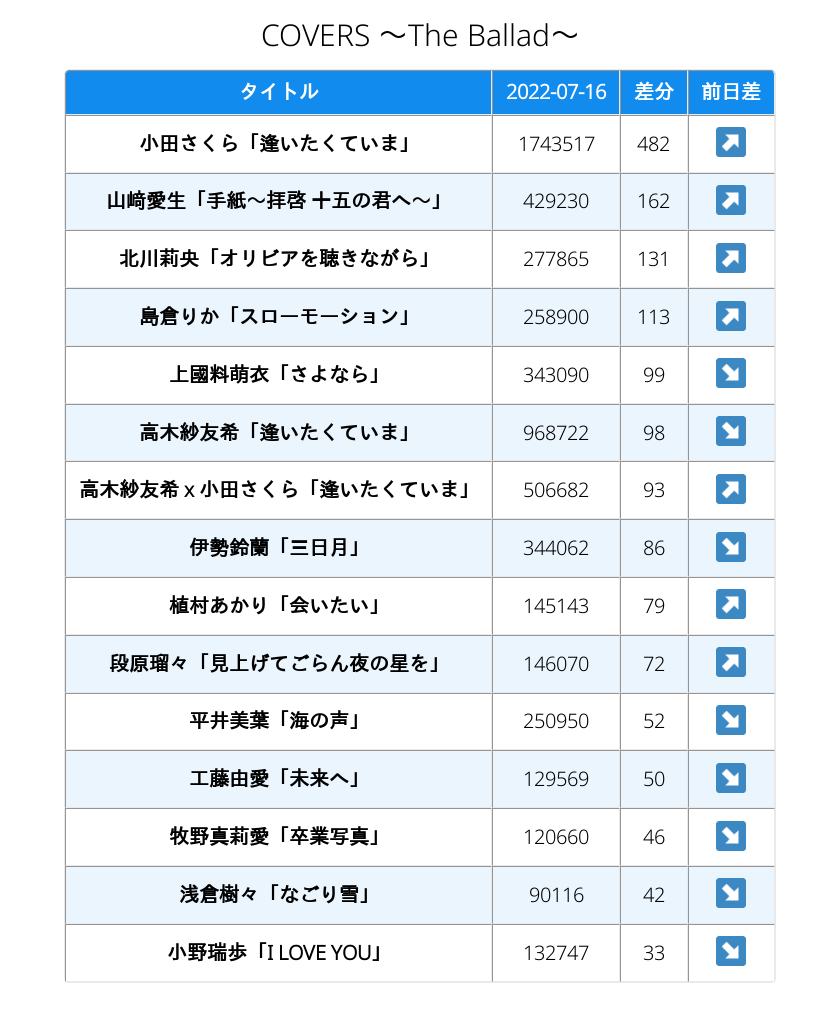 COVERS ～The Ballad～
タイトル 2022-07-16 差分 前日差
小田さくら「逢いたくていま」 1743517 482
山﨑愛生「手紙～拝啓 十五の君へ～」 429230 162
北川莉央「オリビアを聴きながら」 277865 131
島倉りか「スローモーション」 258900 113
上國料萌衣「さよなら」 343090 99
高木紗友希「逢いたくていま」 968722 98
高木紗友希 x 小田さくら「逢いたくていま」 506682 93
伊勢鈴蘭「三日月」 344062 86
植村あかり「会いたい」 145143 79
段原瑠々「見上げてごらん夜の星を」 146070 72
平井美葉「海の声」 250950 52
工藤由愛「未来へ」 129569 50
牧野真莉愛「卒業写真」 120660 46
浅倉樹々「なごり雪」 90116 42
小野瑞歩「I LOVE YOU」 132747 33